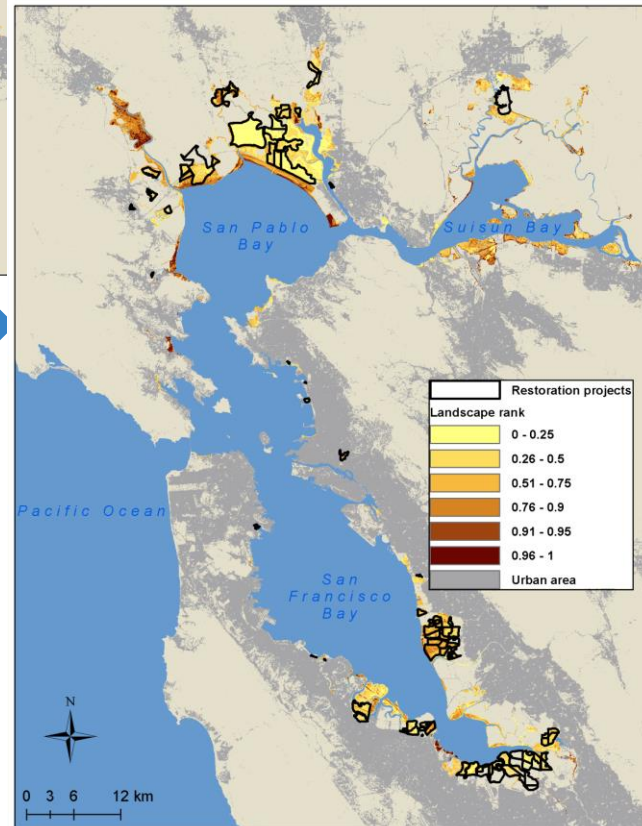 San Pablo
Bay
Suisun Bay
Restoration projects
Landscape rank
0 - 0.25
0.26 - 0.5
0.51 - 0.75
0.76 - 0.9
0.91 - 0.95
0.96 - 1
Urban area
Pacific Ocean
San
Francisco
Bay
N
0 3 6 12 km